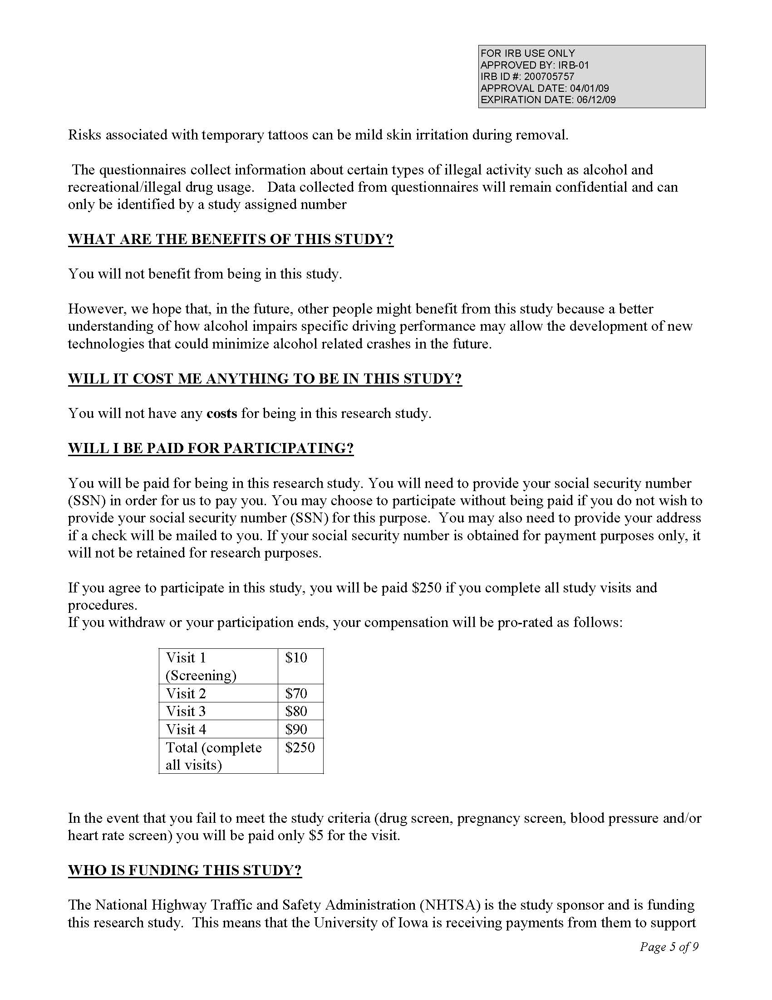 FOR IRB USE ONLY
APPROVED BY: IRB-01
IRB ID #: 200705757
APPROVAL DATE: 04/01/09
EXPIRATION DATE: 06/12/09
Risks associated with temporary tattoos can be mild skin irritation during removal.
The questionnaires collect information about certain types of illegal activity such as alcohol and
recreational/illegal drug usage.   Data collected from questionnaires will remain confidential and can
only be identified by a study assigned number
WHAT ARE THE BENEFITS OF THIS STUDY?
You will not benefit from being in this study.
However, we hope that, in the future, other people might benefit from this study because a better
understanding of how alcohol impairs specific driving performance may allow the development of new
technologies that could minimize alcohol related crashes in the future.
WILL IT COST ME ANYTHING TO BE IN THIS STUDY?
You will not have any costs for being in this research study.
WILL I BE PAID FOR PARTICIPATING?
You will be paid for being in this research study. You will need to provide your social security number
(SSN) in order for us to pay you. You may choose to participate without being paid if you do not wish to
provide your social security number (SSN) for this purpose.  You may also need to provide your address
if a check will be mailed to you. If your social security number is obtained for payment purposes only, it
will not be retained for research purposes.
If you agree to participate in this study, you will be paid $250 if you complete all study visits and
procedures.
If you withdraw or your participation ends, your compensation will be pro-rated as follows:
Visit 1 $10
(Screening)
Visit 2 $70
Visit 3 $80
Visit 4 $90
Total (complete $250
all visits)
In the event that you fail to meet the study criteria (drug screen, pregnancy screen, blood pressure and/or
heart rate screen) you will be paid only $5 for the visit.
WHO IS FUNDING THIS STUDY?
The National Highway Traffic and Safety Administration (NHTSA) is the study sponsor and is funding
this research study.  This means that the University of Iowa is receiving payments from them to support
Page 5 of 9